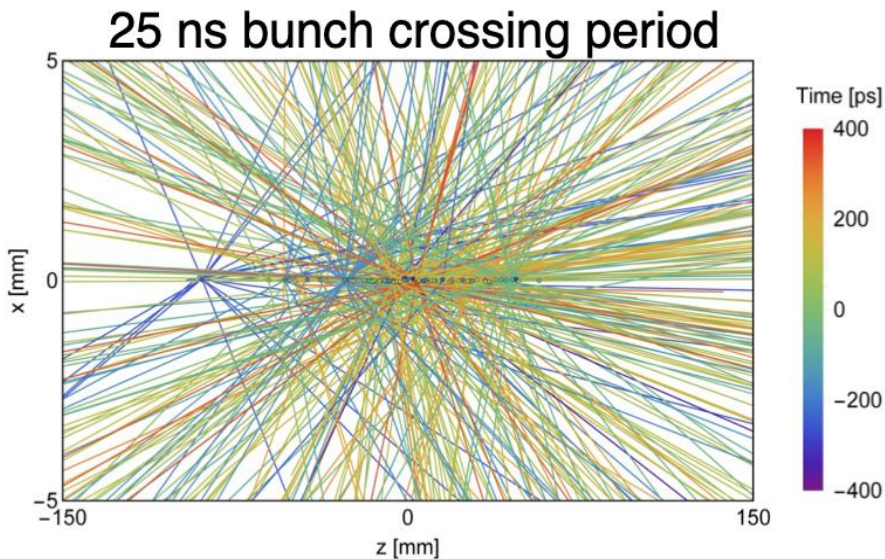 25 ns bunch crossing period
5
0
−5
x [mm]
−150
0
150
z [mm]
Time [ps]
400
200
0
−200
−400